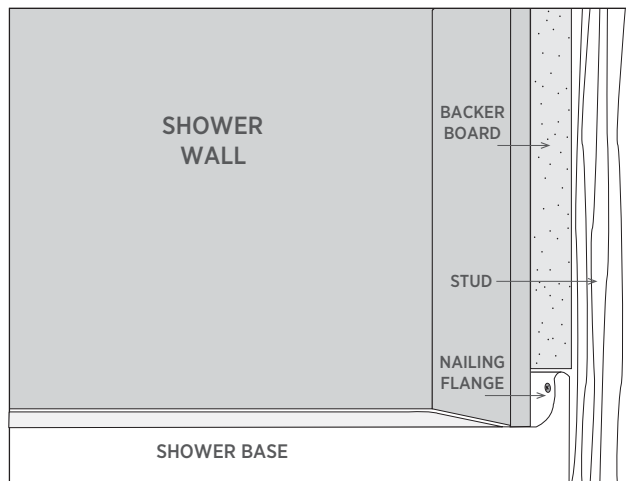 SHOWER
WALL
BACKER
BOARD
STUD
NAILING
FLANGE
SHOWER BASE